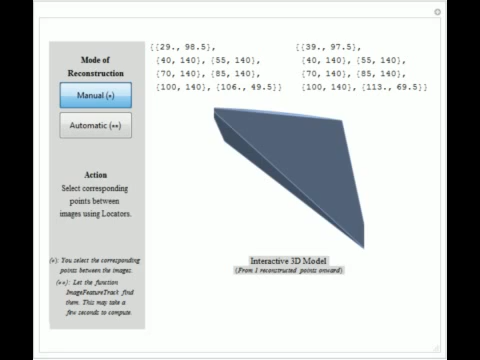 Mode of
Reconstruction
Manual (*)
Automatic (**)
Action
Select corresponding
points between
images using Locators.
(*): You select the corresponding
points between the images.
(**): Let the function
ImageFeatureTrack find
them. This may take a
few seconds to compute.
{{29., 98.5},
{40, 140}, {55, 140},
{70, 140}, {85, 140},
{100, 140}, {106., 49.5}}
{{39., 97.5},
{40, 140}, {55, 140},
{70, 140}, {85, 140},
{100, 140}, {113., 69.5}}
Interactive 3D Model
(From 1 reconstructed points onward)